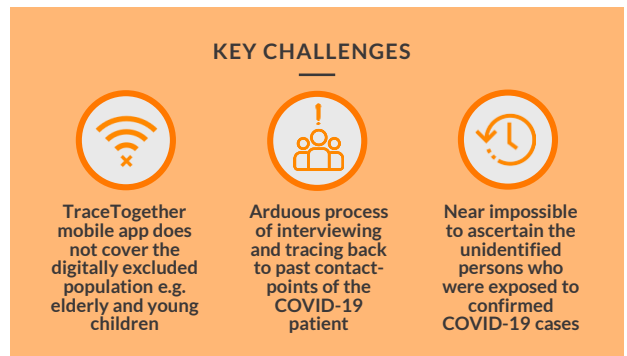 KEY CHALLENGES
TraceTogether
mobile app does
not cover the
digitally excluded
population e.g.
elderly and young
children
Arduous process
of interviewing
and tracing back
to past contact-
points of the
COVID-19
patient
Near impossible
to ascertain the
unidentified
persons who
were exposed to
confirmed
COVID-19 cases